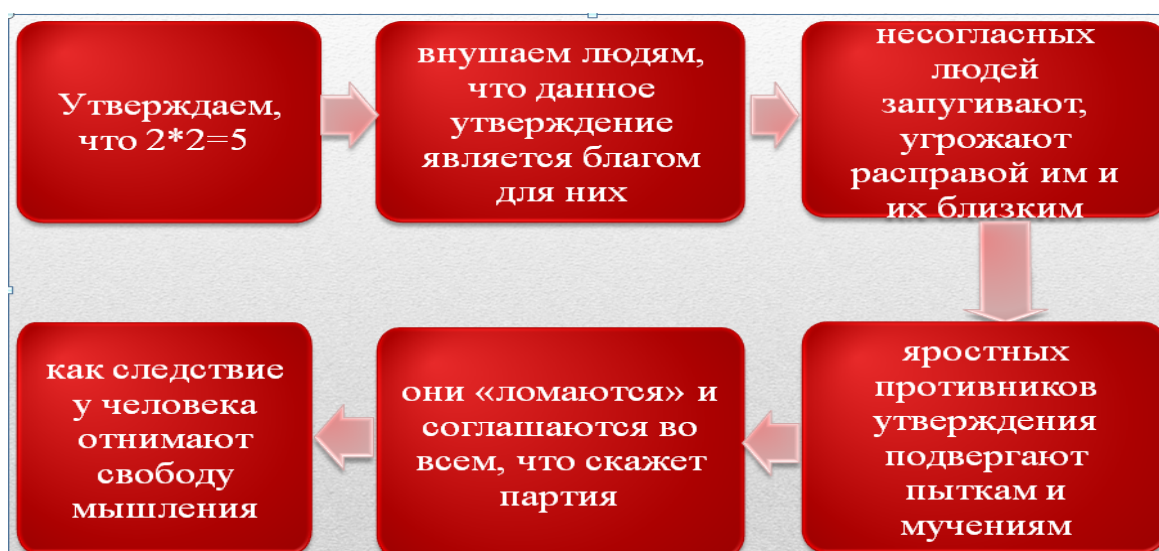 Утверждаем,
что 2*2=5
внушаем людям,
что данное
утверждение
является благом
для них
несогласных
людей
запугивают,
угрожают
расправой им и
их близким
яростных
противников
утверждения
подвергают
пыткам и
мучениям
они «ломаются» и
соглашаются во
всем, что скажет
партия
как следствие
у человека
отнимают
свободу
мышления